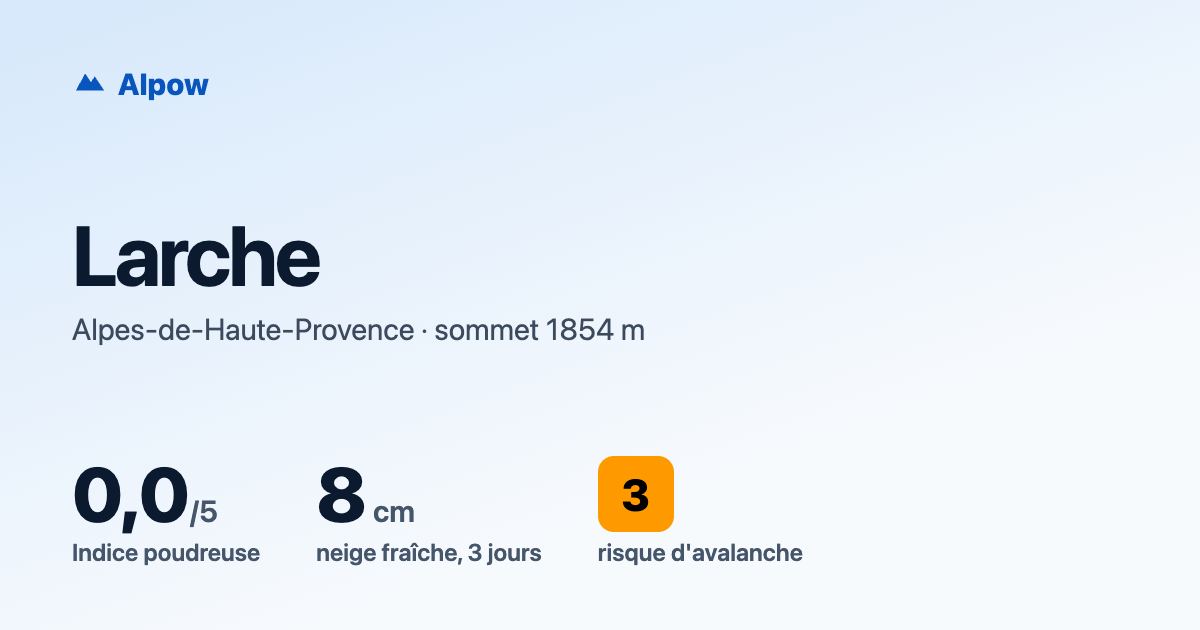 Alpow
Larche
Alpes-de-Haute-Provence · sommet 1854 m
0,0/5
Indice poudreuse
8 cm
neige fraîche, 3 jours
3
risque d'avalanche